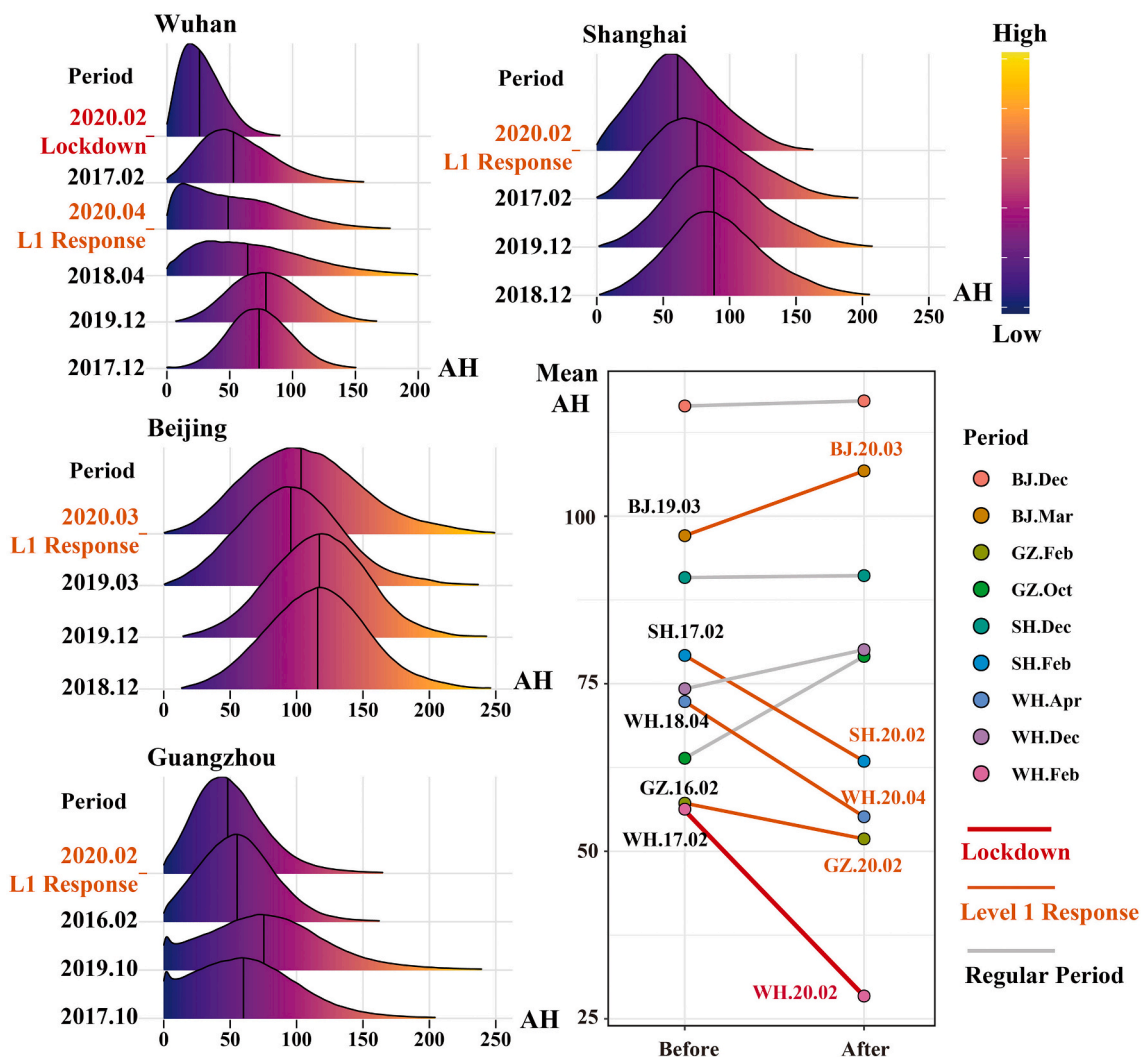 Wuhan
Period
2020.02
Lockdown
2017.02
2020.04
L1 Response
2018.04
2019.12
2017.12
AH
0 50 100 150 200
Shanghai
Period
2020.02
L1 Response
2017.02
2019.12
2018.12
AH
0 50 100 150 200 250
High
Low
Beijing
Period
2020.03
L1 Response
2019.03
2019.12
2018.12
AH
0 50 100 150 200 250
Guangzhou
Period
2020.02
L1 Response
2016.02
2019.10
2017.10
AH
0 50 100 150 200 250
Mean
AH
100
75
50
25
BJ.20.03
BJ.19.03
SH.17.02
WH.18.04
SH.20.02
GZ.16.02
WH.20.04
WH.17.02
GZ.20.02
WH.20.02
Before After
Period
BJ.Dec
BJ.Mar
GZ.Feb
GZ.Oct
SH.Dec
SH.Feb
WH.Apr
WH.Dec
WH.Feb
Lockdown
Level 1 Response
Regular Period